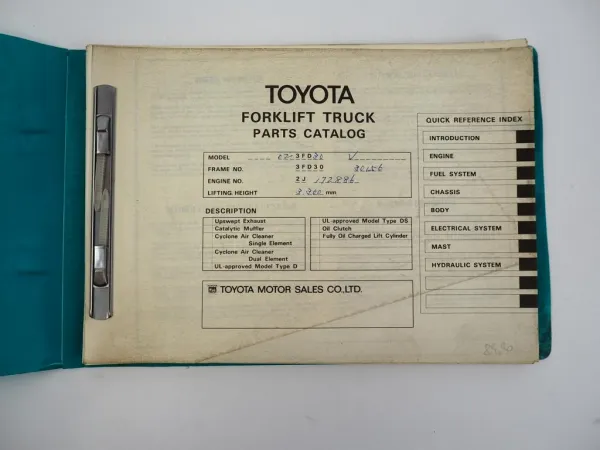 TOYOTA
FORKLIFT TRUCK
PARTS CATALOG
MODEL 3FD V
FRAME NO. 3FD30
ENGINE NO. 2J 172886
LIFTING HEIGHT mm
DESCRIPTION
Upswept Exhaust
Catalytic Muffler
Cyclone Air Cleaner
Single Element
Cyclone Air Cleaner
Dual Element
UL-approved Model Type D
UL-approved Model Type DS
Oil Clutch
Fully Oil Charged Lift Cylinder
TOYOTA MOTOR SALES CO.,LTD.
QUICK REFERENCE INDEX
INTRODUCTION
ENGINE
FUEL SYSTEM
CHASSIS
BODY
ELECTRICAL SYSTEM
MAST
HYDRAULIC SYSTEM